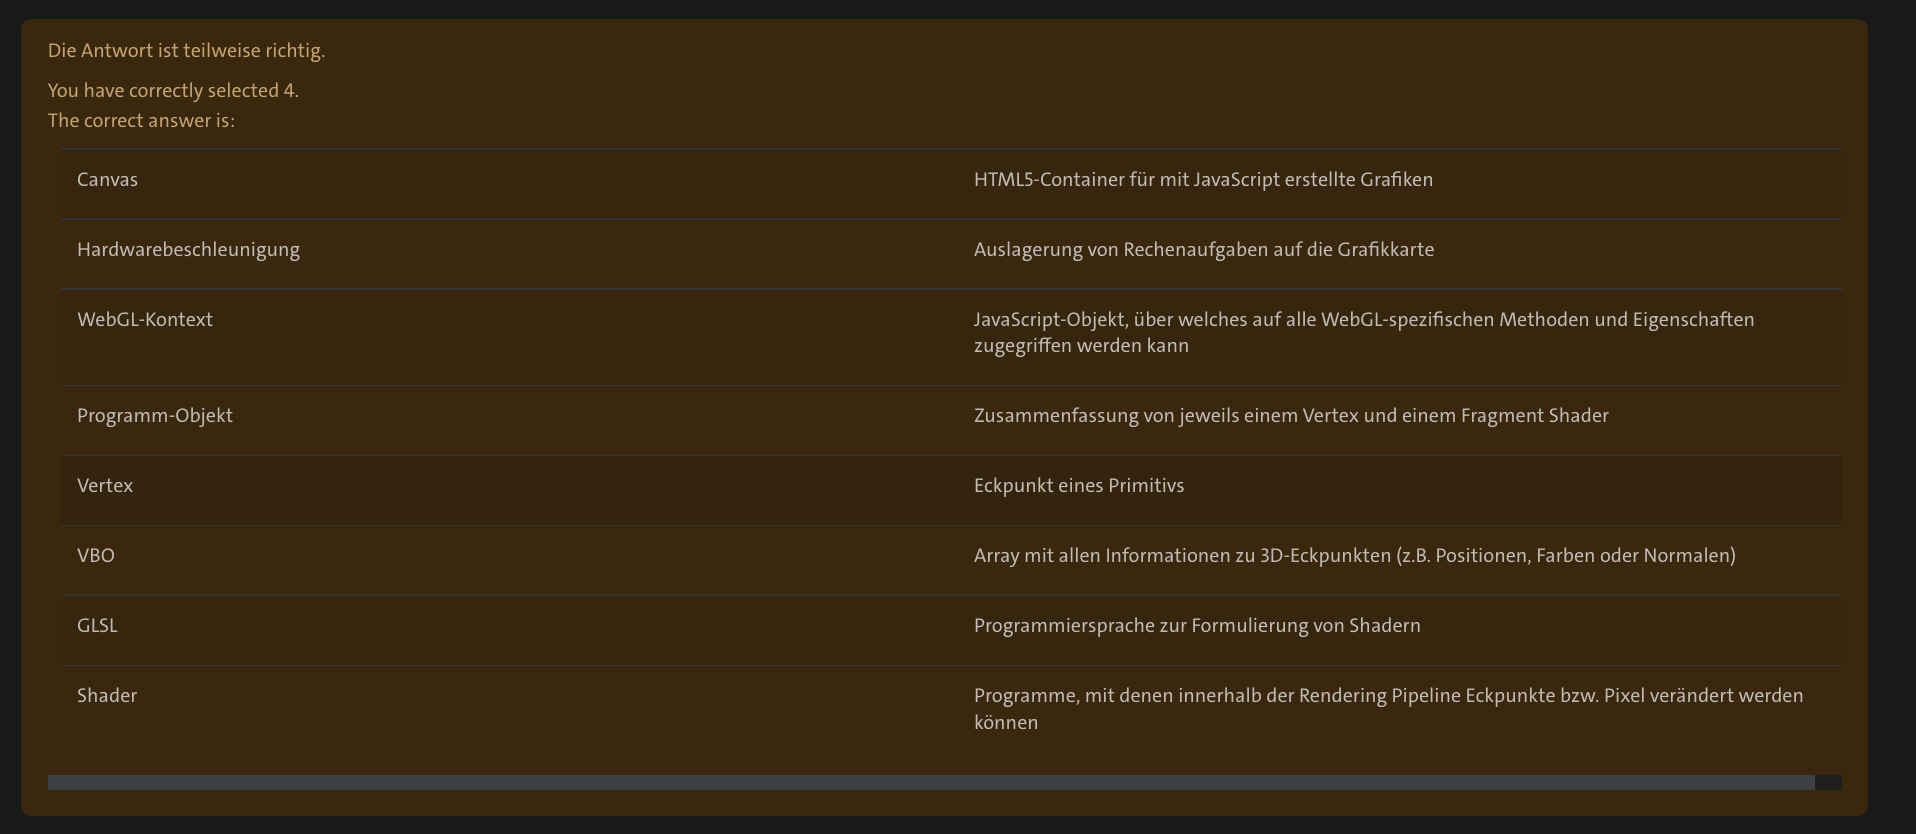 Die Antwort ist teilweise richtig.
You have correctly selected 4.
The correct answer is:
Canvas
HTML5-Container für mit JavaScript erstellte Grafiken
Hardwarebeschleunigung
Auslagerung von Rechenaufgaben auf die Grafikkarte
WebGL-Kontext
JavaScript-Objekt, über welches auf alle WebGL-spezifischen Methoden und Eigenschaften
zugegriffen werden kann
Programm-Objekt
Zusammenfassung von jeweils einem Vertex und einem Fragment Shader
Vertex
Eckpunkt eines Primitivs
VBO
Array mit allen Informationen zu 3D-Eckpunkten (z.B. Positionen, Farben oder Normalen)
GLSL
Programmiersprache zur Formulierung von Shadern
Shader
Programme, mit denen innerhalb der Rendering Pipeline Eckpunkte bzw. Pixel verändert werden
können